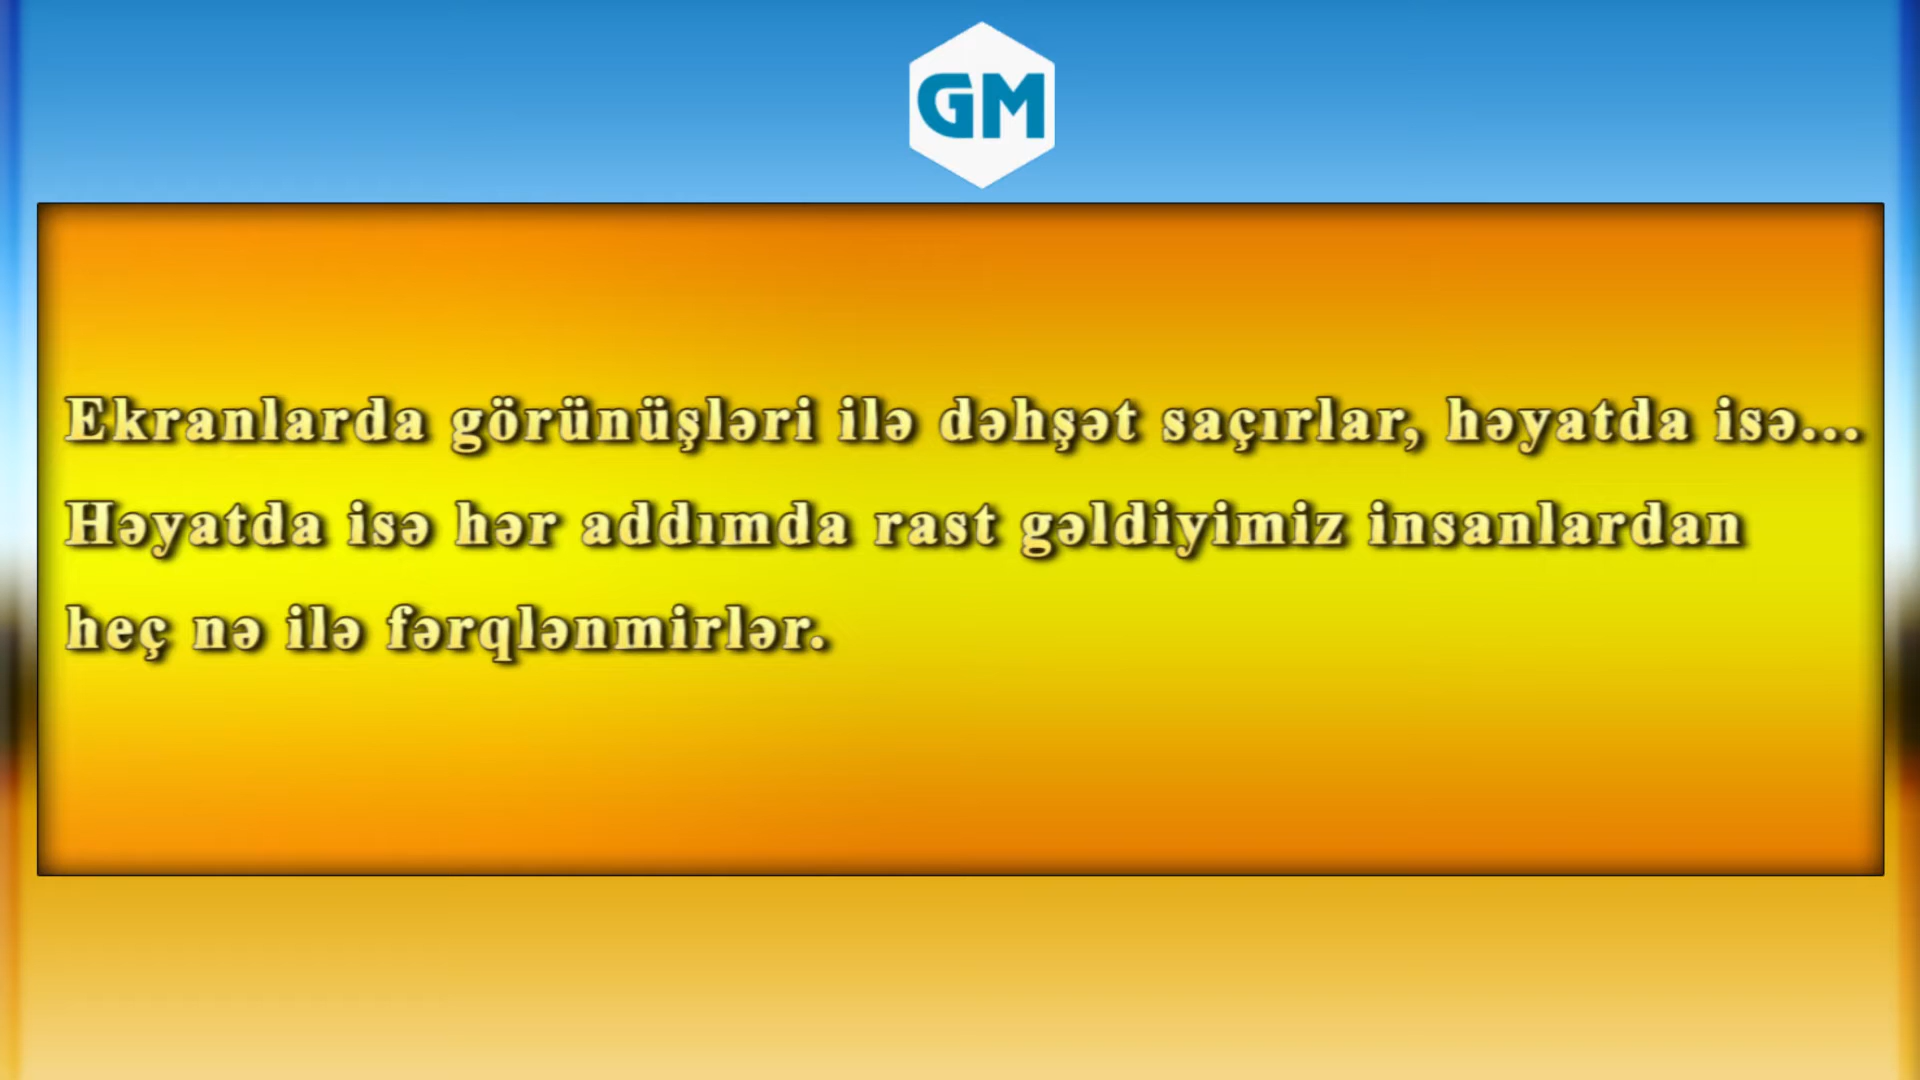 GM
Ekranlarda görünüşləri ilə dəhşət saçırlar, həyatda isə...
Həyatda isə hər addımda rast gəldiyimiz insanlardan
heç nə ilə fərqlənmirlər.